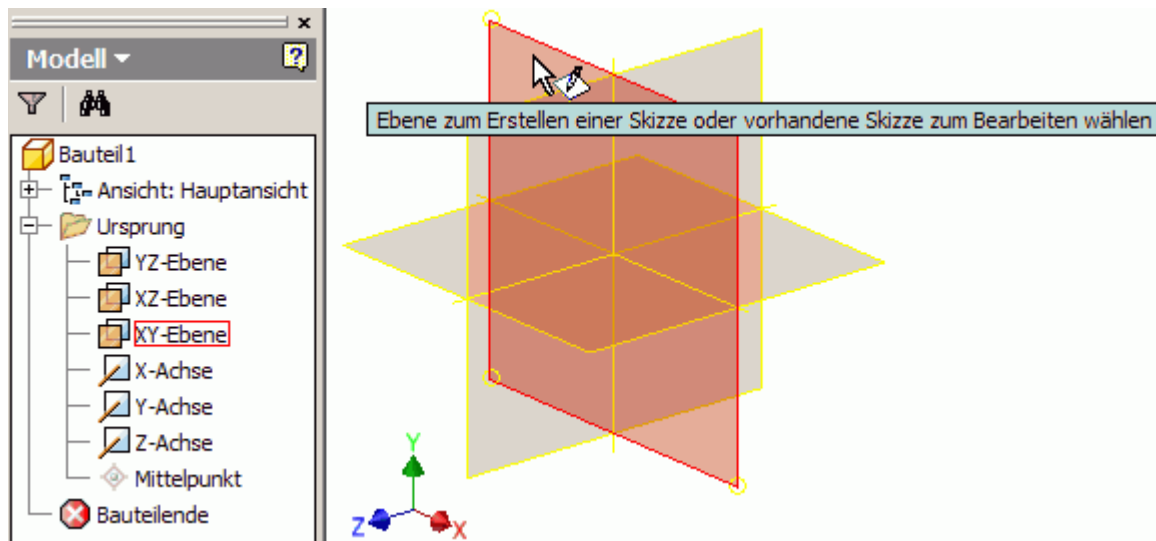 Modell
Ebene zum Erstellen einer Skizze oder vorhandene Skizze zum Bearbeiten wählen
Bauteil1
Ansicht: Hauptansicht
Ursprung
YZ-Ebene
XZ-Ebene
XY-Ebene
X-Achse
Y-Achse
Z-Achse
Mittelpunkt
Bauteilende
Y
Z
X